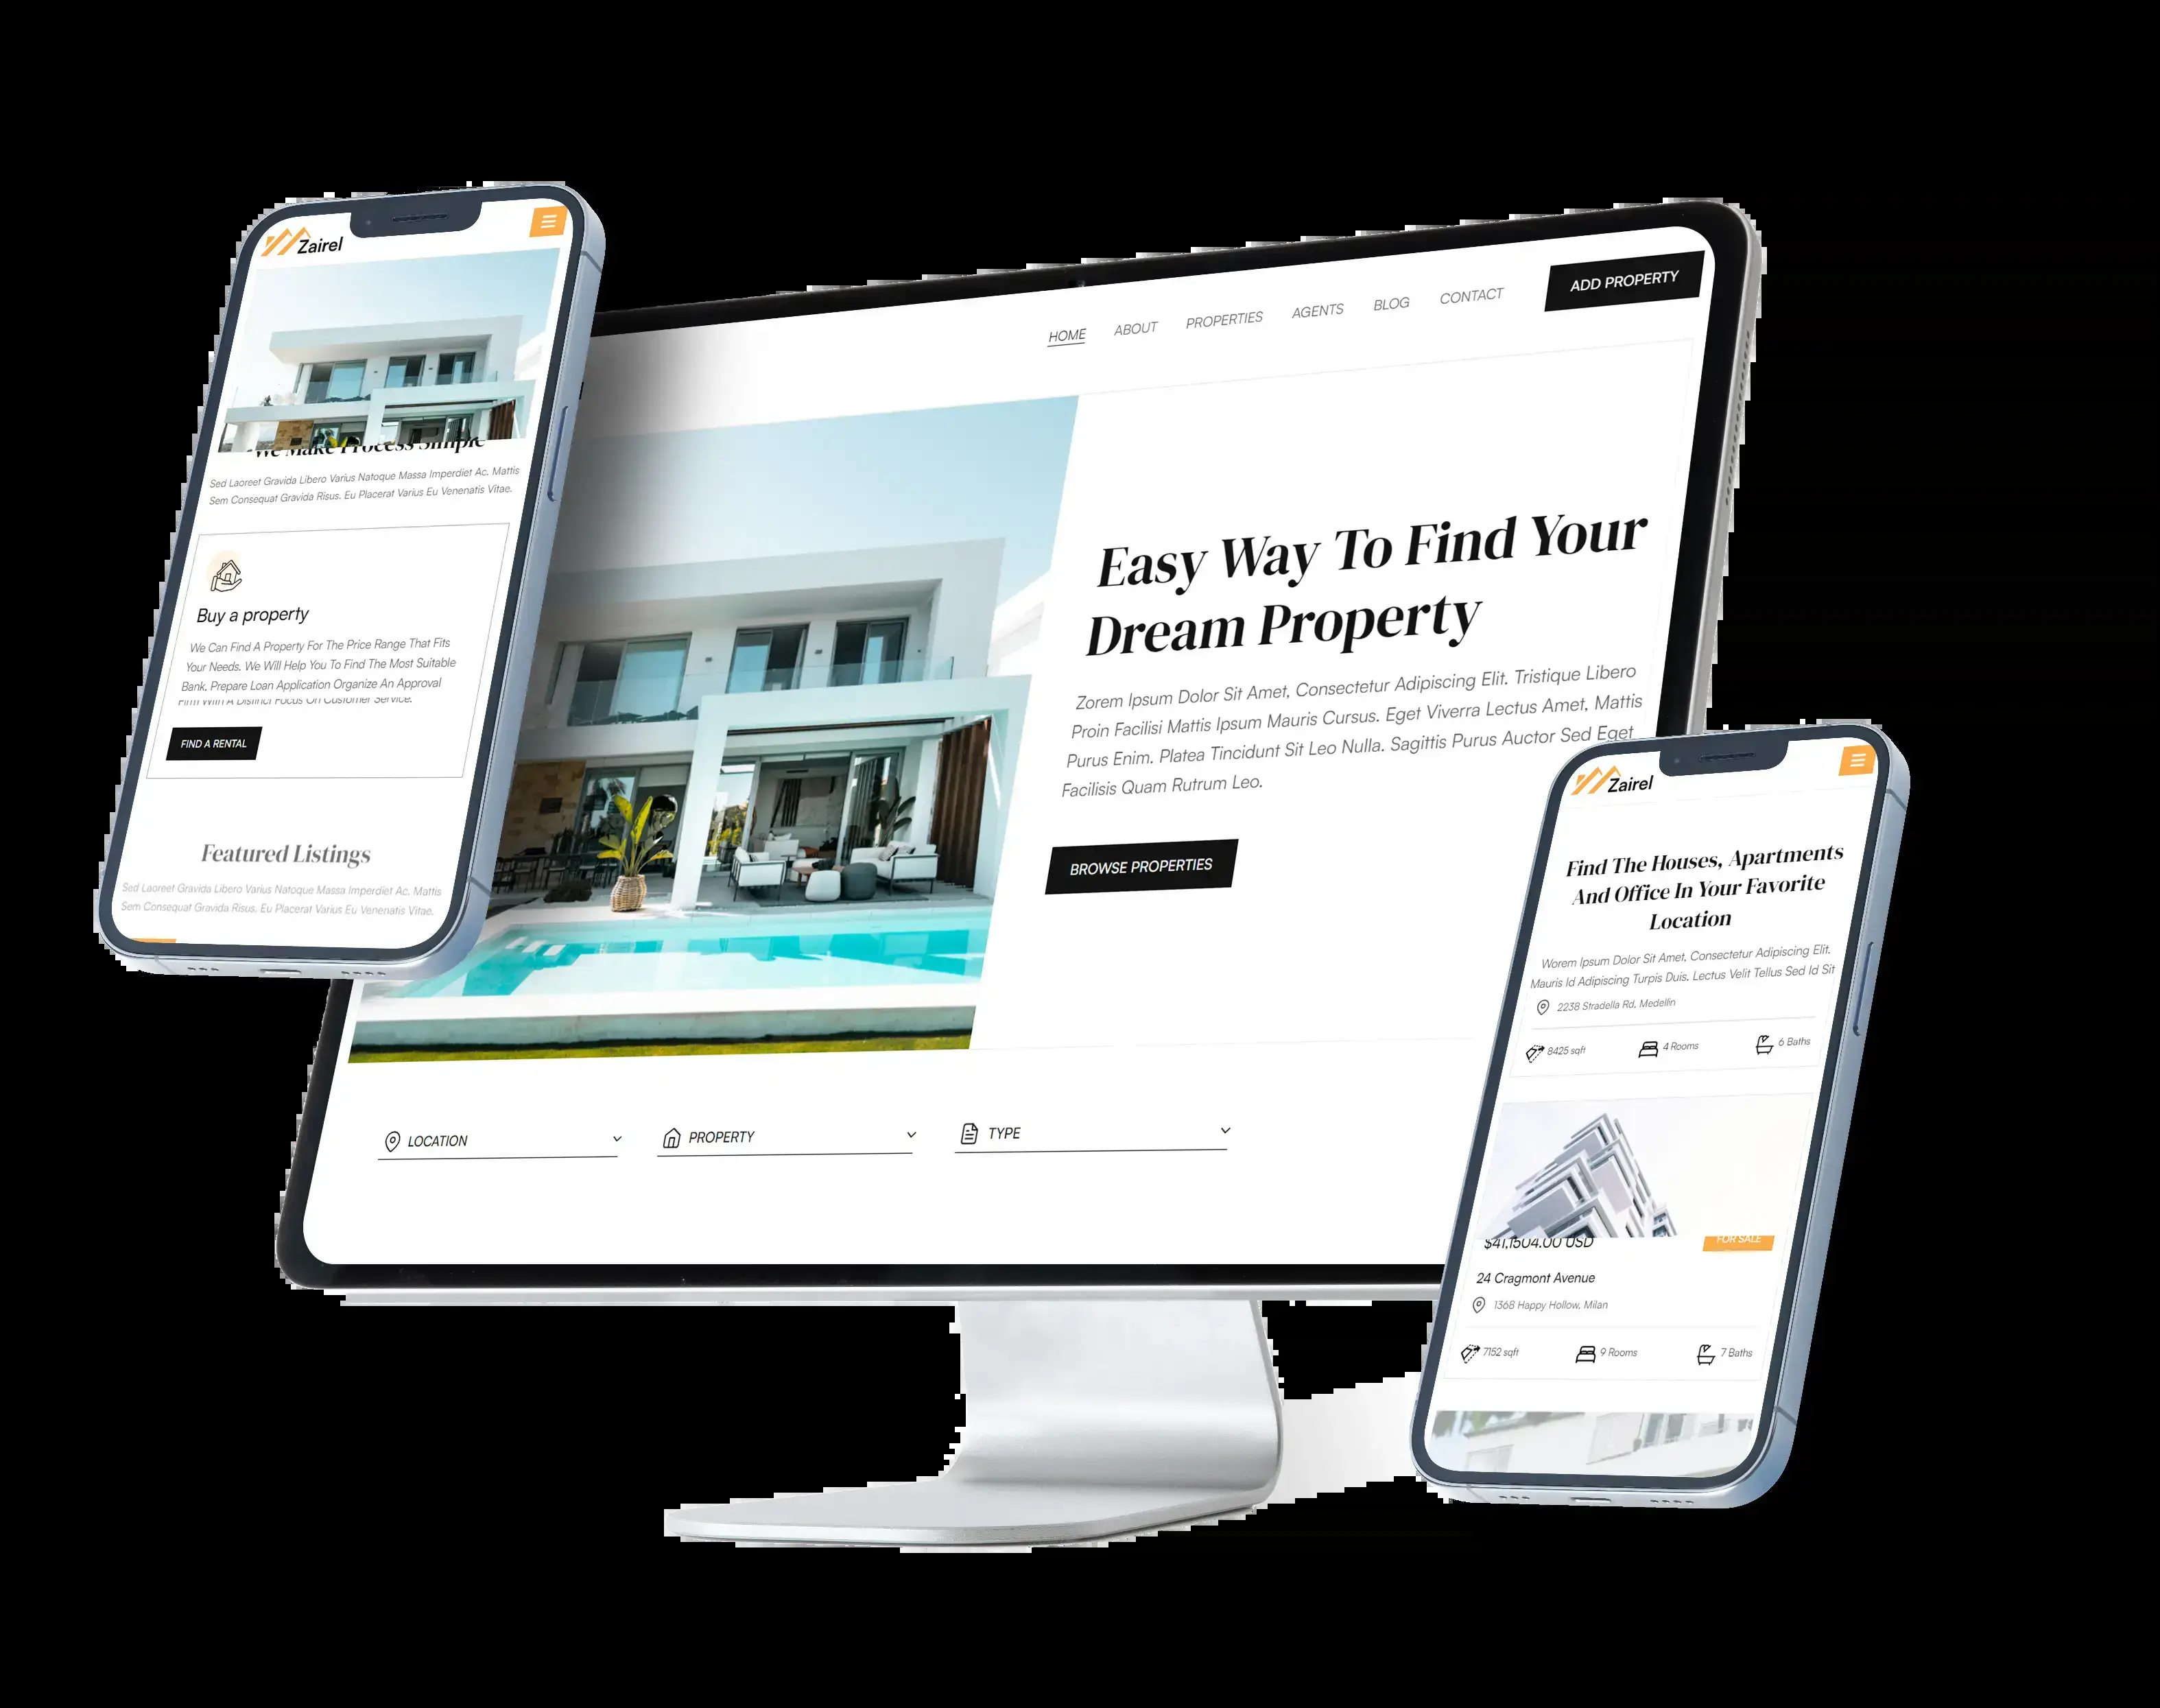 Zairel
We Make Process Simple
Sed Laoreet Gravida Libero Varius Natoque Massa Imperdiet Ac. Mattis
Sem Consequat Gravida Risus. Eu Placerat Varius Eu Venenatis Vitae.
Buy a property
We Can Find A Property For The Price Range That Fits
Your Needs. We Will Help You To Find The Most Suitable
Bank, Prepare Loan Application Organize An Approval
Firm With A Distinct Focus On Customer Service.
FIND A RENTAL
Featured Listings
Sed Laoreet Gravida Libero Varius Natoque Massa Imperdiet Ac. Mattis
Sem Consequat Gravida Risus. Eu Placerat Varius Eu Venenatis Vitae.
HOME ABOUT PROPERTIES AGENTS BLOG CONTACT ADD PROPERTY
Easy Way To Find Your
Dream Property
Zorem Ipsum Dolor Sit Amet, Consectetur Adipiscing Elit. Tristique Libero
Proin Facilisi Mattis Ipsum Mauris Cursus. Eget Viverra Lectus Amet, Mattis
Purus Enim. Platea Tincidunt Sit Leo Nulla. Sagittis Purus Auctor Sed Eget
Facilisis Quam Rutrum Leo.
BROWSE PROPERTIES
LOCATION PROPERTY TYPE
Zairel
Find The Houses, Apartments
And Office In Your Favorite
Location
Worem Ipsum Dolor Sit Amet, Consectetur Adipiscing Elit.
Mauris Id Adipiscing Turpis Duis. Lectus Velit Tellus Sed Id Sit
2238 Stradella Rd, Medellin
8425 sqft 4 Rooms 6 Baths
$41,1504.00 USD FOR SALE
24 Cragmont Avenue
1368 Happy Hollow, Milan
7152 sqft 9 Rooms 7 Baths